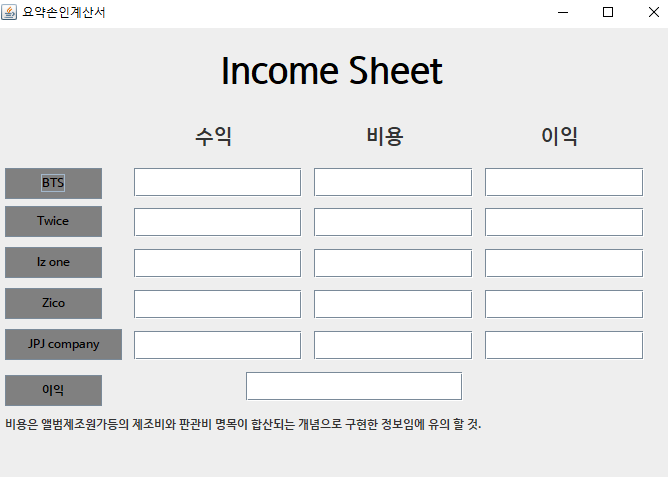 요약손인계산서
Income Sheet
수익 비용 이익
BTS
Twice
Iz one
Zico
JPJ company
이익
비용은 앨범제조원가등의 제조비와 판관비 명목이 합산되는 개념으로 구현한 정보임에 유의 할 것.